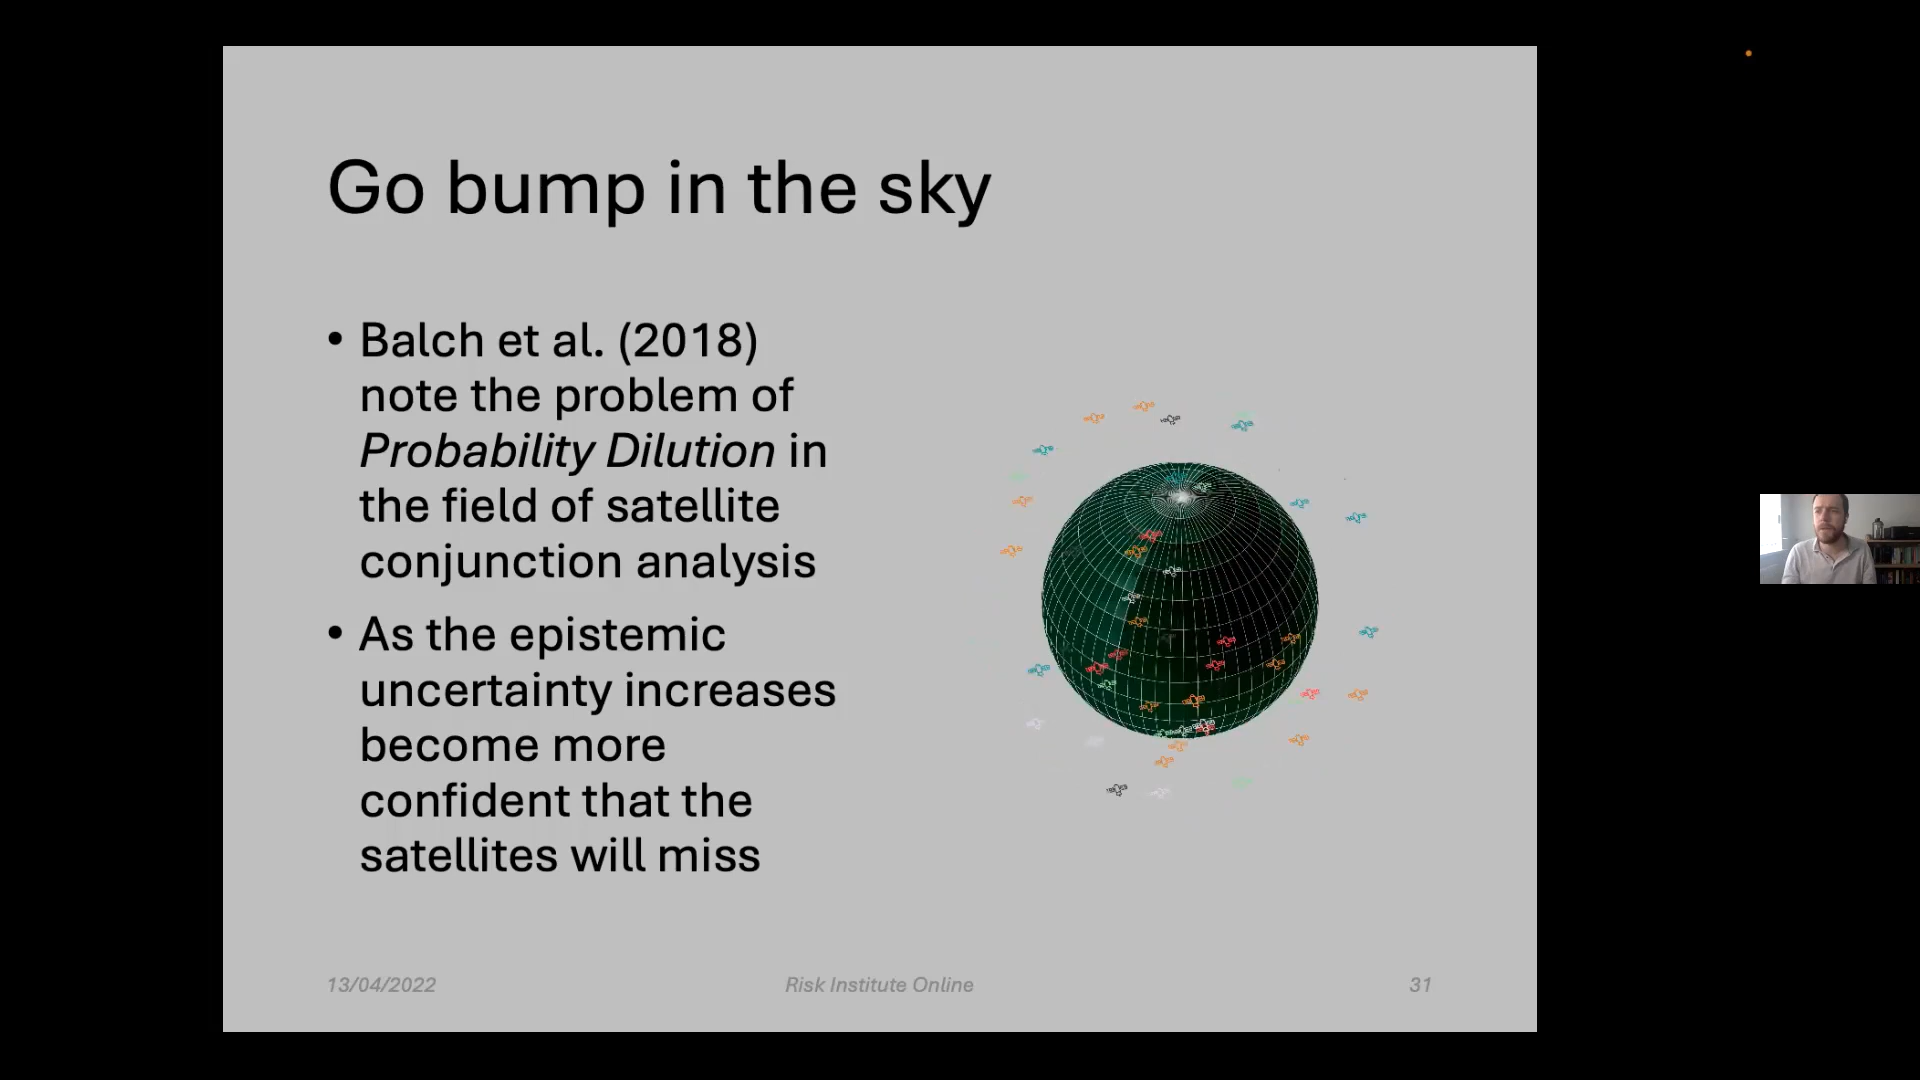 Go bump in the sky
• Balch et al. (2018)
note the problem of
Probability Dilution in
the field of satellite
conjunction analysis
• As the epistemic
uncertainty increases
become more
confident that the
satellites will miss
13/04/2022
Risk Institute Online
31